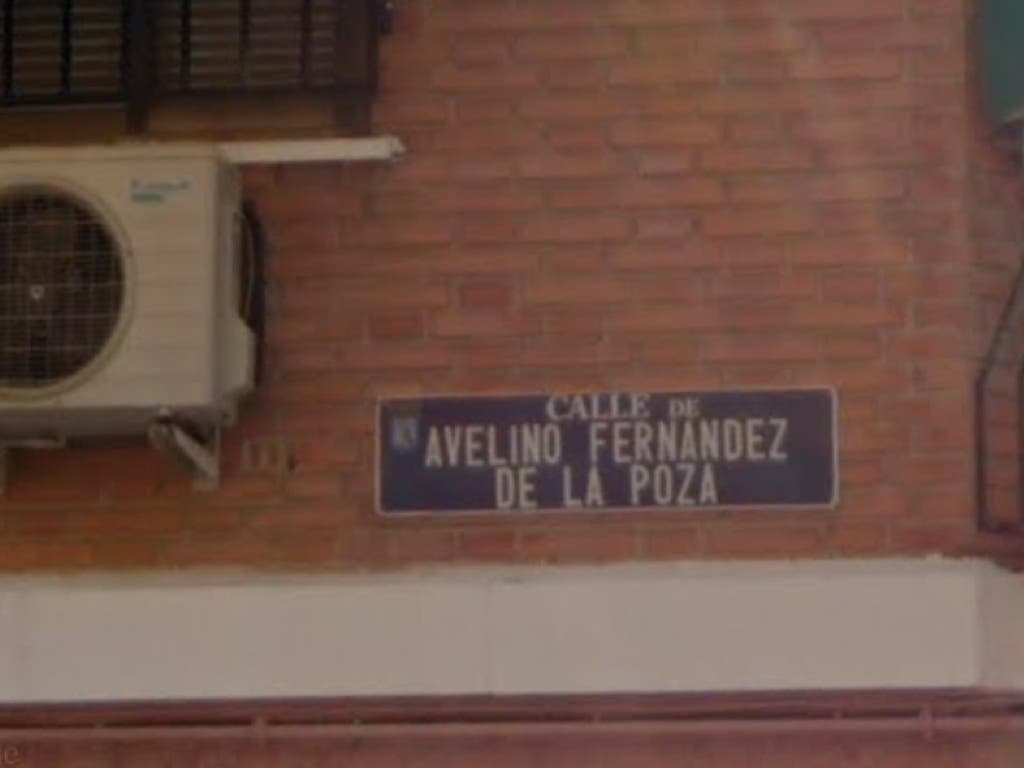 CALLE DE
AVELINO FERNANDEZ
DE LA POZA